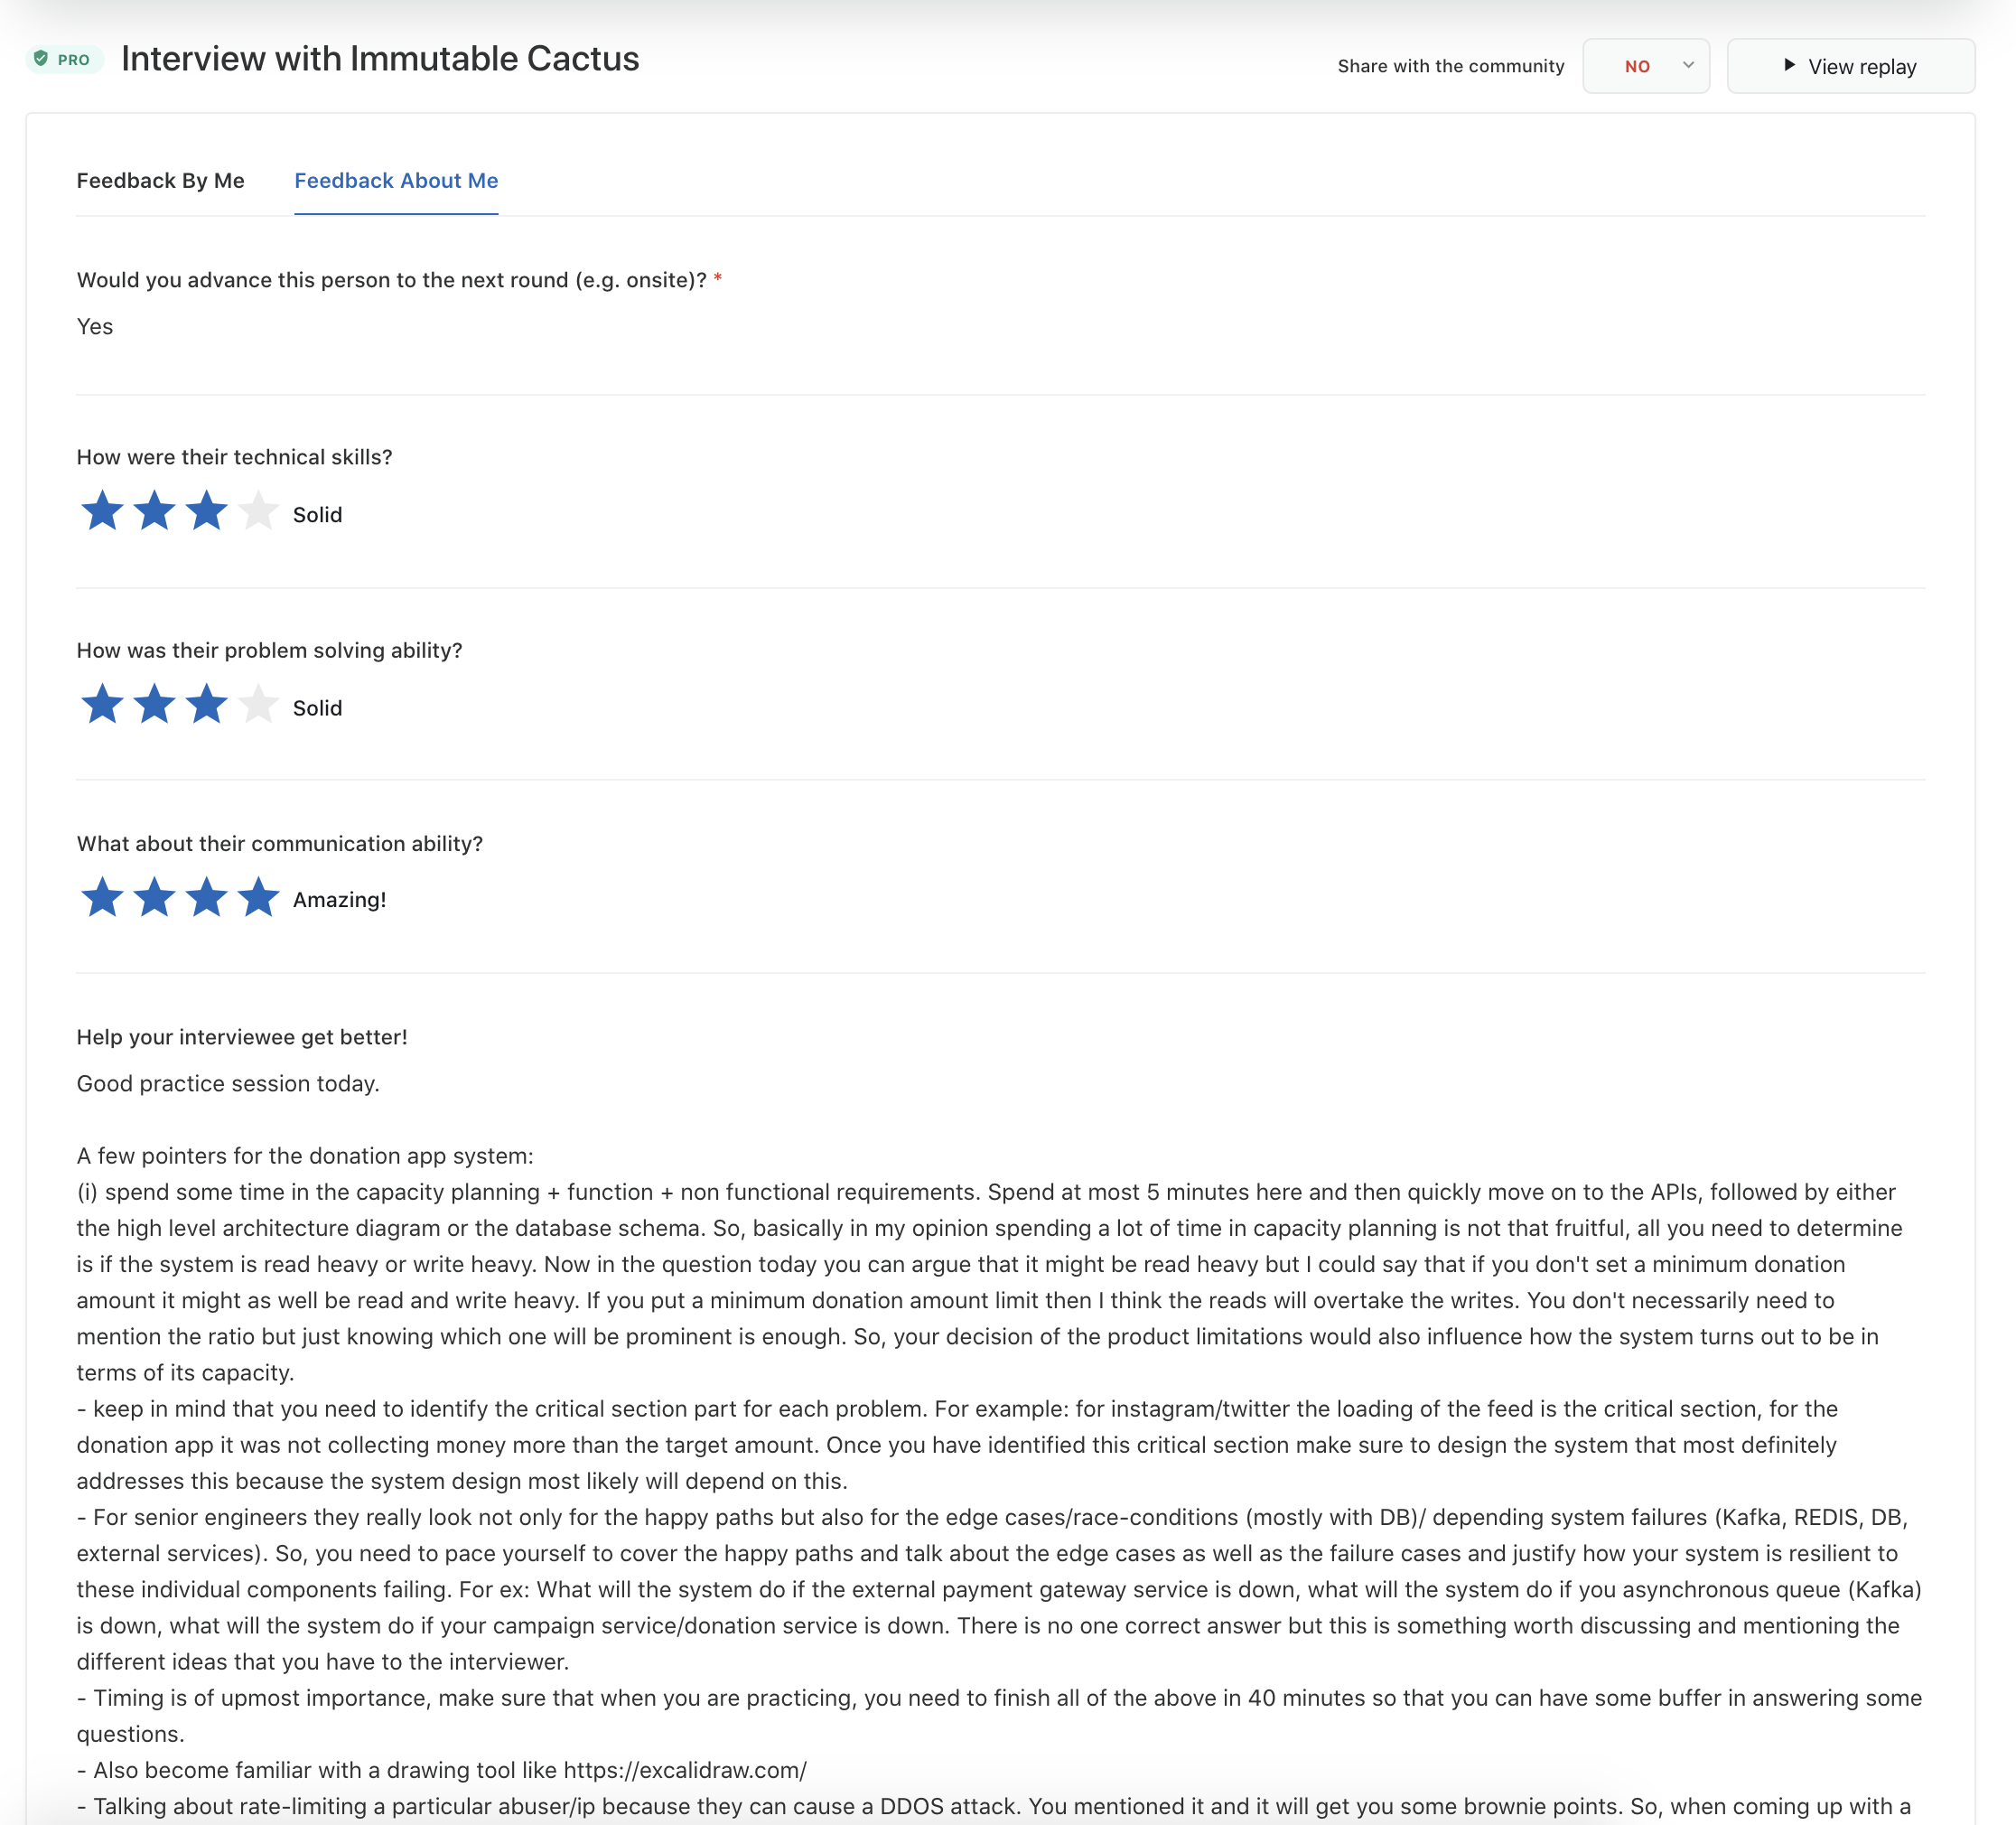 PRO
Interview with Immutable Cactus
Share with the community
NO
View replay
Feedback By Me
Feedback About Me
Would you advance this person to the next round (e.g. onsite)? *
Yes
How were their technical skills?
Solid
How was their problem solving ability?
Solid
What about their communication ability?
Amazing!
Help your interviewee get better!
Good practice session today.
A few pointers for the donation app system:
(i) spend some time in the capacity planning + function + non functional requirements. Spend at most 5 minutes here and then quickly move on to the APIs, followed by either
the high level architecture diagram or the database schema. So, basically in my opinion spending a lot of time in capacity planning is not that fruitful, all you need to determine
is if the system is read heavy or write heavy. Now in the question today you can argue that it might be read heavy but I could say that if you don't set a minimum donation
amount it might as well be read and write heavy. If you put a minimum donation amount limit then I think the reads will overtake the writes. You don't necessarily need to
mention the ratio but just knowing which one will be prominent is enough. So, your decision of the product limitations would also influence how the system turns out to be in
terms of its capacity.
- keep in mind that you need to identify the critical section part for each problem. For example: for instagram/twitter the loading of the feed is the critical section, for the
donation app it was not collecting money more than the target amount. Once you have identified this critical section make sure to design the system that most definitely
addresses this because the system design most likely will depend on this.
- For senior engineers they really look not only for the happy paths but also for the edge cases/race-conditions (mostly with DB)/ depending system failures (Kafka, REDIS, DB,
external services). So, you need to pace yourself to cover the happy paths and talk about the edge cases as well as the failure cases and justify how your system is resilient to
these individual components failing. For ex: What will the system do if the external payment gateway service is down, what will the system do if you asynchronous queue (Kafka)
is down, what will the system do if your campaign service/donation service is down. There is no one correct answer but this is something worth discussing and mentioning the
different ideas that you have to the interviewer.
- Timing is of upmost importance, make sure that when you are practicing, you need to finish all of the above in 40 minutes so that you can have some buffer in answering some
questions.
- Also become familiar with a drawing tool like https://excalidraw.com/
- Talking about rate-limiting a particular abuser/ip because they can cause a DDOS attack. You mentioned it and it will get you some brownie points. So, when coming up with a